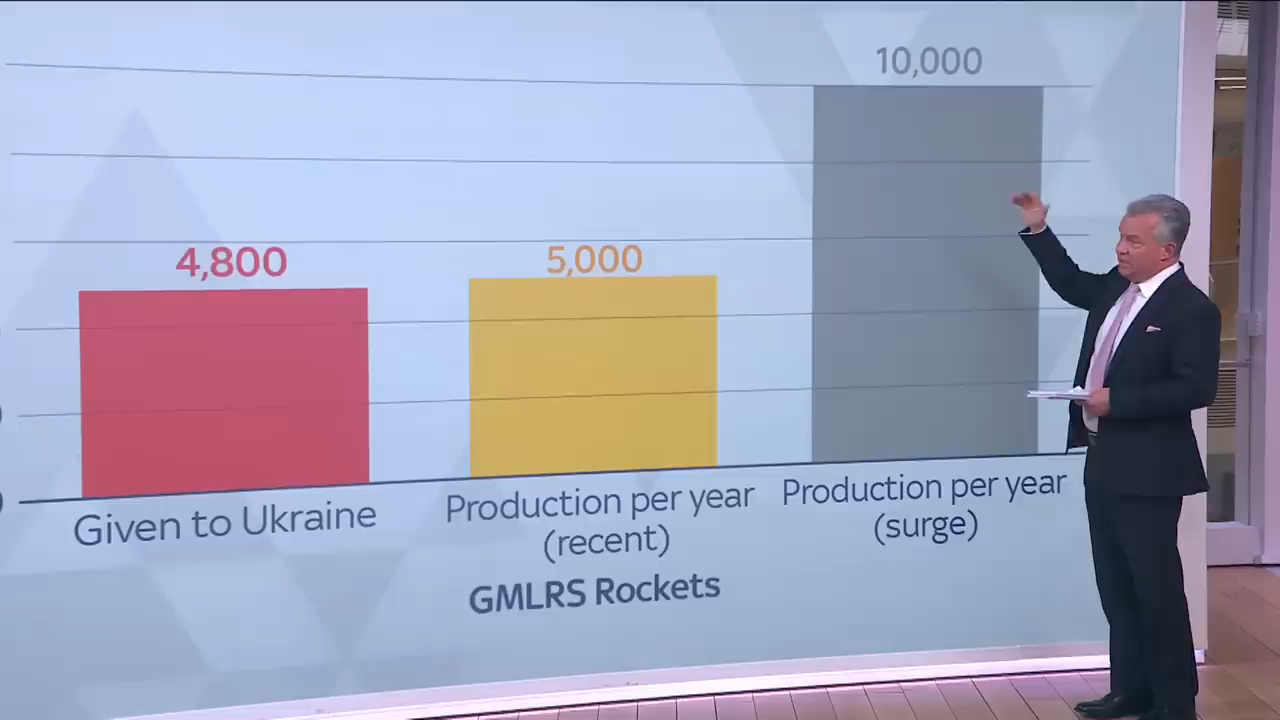 10,000
4,800
5,000
Given to Ukraine
Production per year
(recent)
Production per year
(surge)
GMLRS Rockets